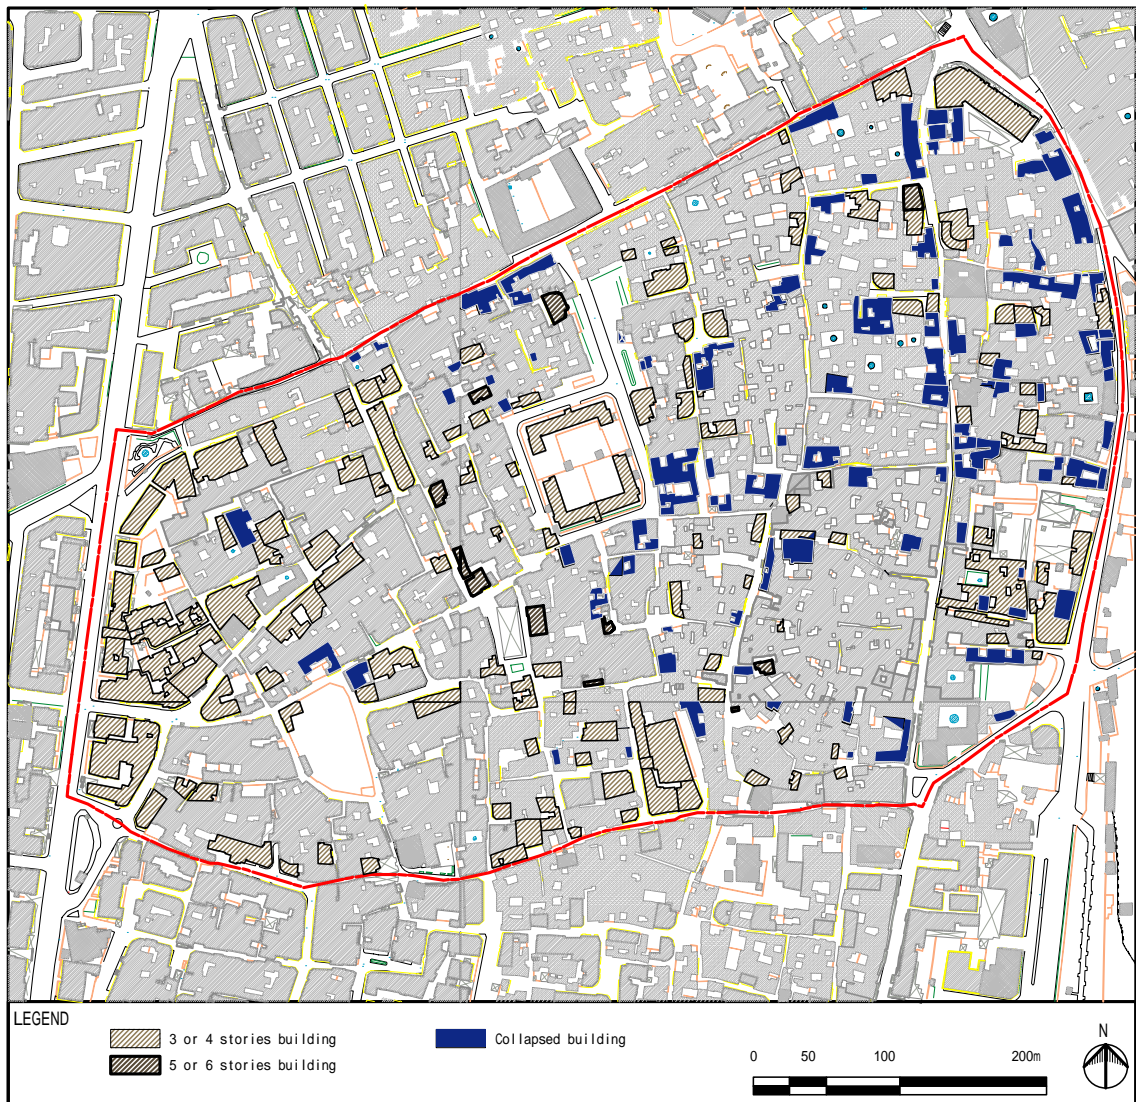 LEGEND
3 or 4 stories building
5 or 6 stories building
Collapsed building
0 50 100 200m
N